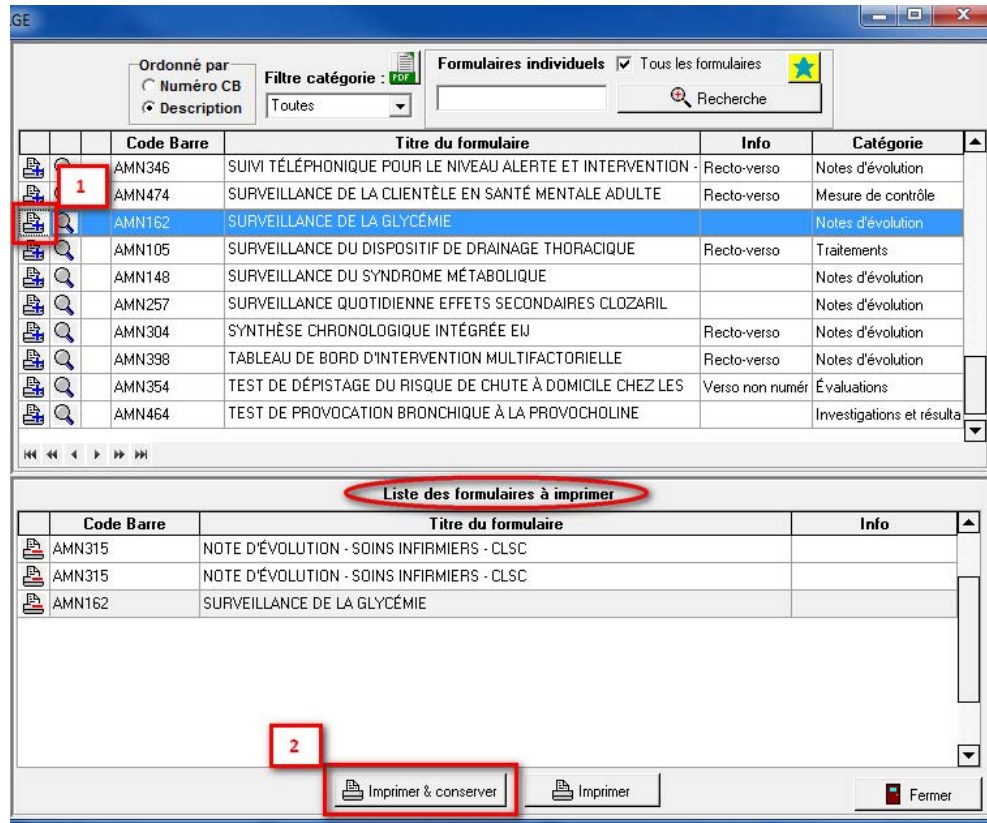 GE
Ordonné par
Numéro CB
Description
Filtre catégorie :
PDF
Toutes
Formulaires individuels
Tous les formulaires
Recherche
Code Barre Titre du formulaire Info Catégorie
AMN346 SUIVI TÉLÉPHONIQUE POUR LE NIVEAU ALERTE ET INTERVENTION - Recto-verso Notes d'évolution
1
AMN474 SURVEILLANCE DE LA CLIENTÈLE EN SANTÉ MENTALE ADULTE Recto-verso Mesure de contrôle
AMN162 SURVEILLANCE DE LA GLYCÉMIE Notes d'évolution
AMN105 SURVEILLANCE DU DISPOSITIF DE DRAINAGE THORACIQUE Recto-verso Traitements
AMN148 SURVEILLANCE DU SYNDROME MÉTABOLIQUE Notes d'évolution
AMN257 SURVEILLANCE QUOTIDIENNE EFFETS SECONDAIRES CLOZARIL Notes d'évolution
AMN304 SYNTHÈSE CHRONOLOGIQUE INTÉGRÉE EIJ Recto-verso Notes d'évolution
AMN398 TABLEAU DE BORD D'INTERVENTION MULTIFACTORIELLE Recto-verso Notes d'évolution
AMN354 TEST DE DÉPISTAGE DU RISQUE DE CHUTE À DOMICILE CHEZ LES Verso non numér Évaluations
AMN464 TEST DE PROVOCATION BRONCHIQUE À LA PROVOCHOLINE Investigations et résulta
Liste des formulaires à imprimer
Code Barre Titre du formulaire Info
AMN315 NOTE D'ÉVOLUTION - SOINS INFIRMIERS - CLSC
AMN315 NOTE D'ÉVOLUTION - SOINS INFIRMIERS - CLSC
AMN162 SURVEILLANCE DE LA GLYCÉMIE
2
Imprimer & conserver Imprimer Fermer